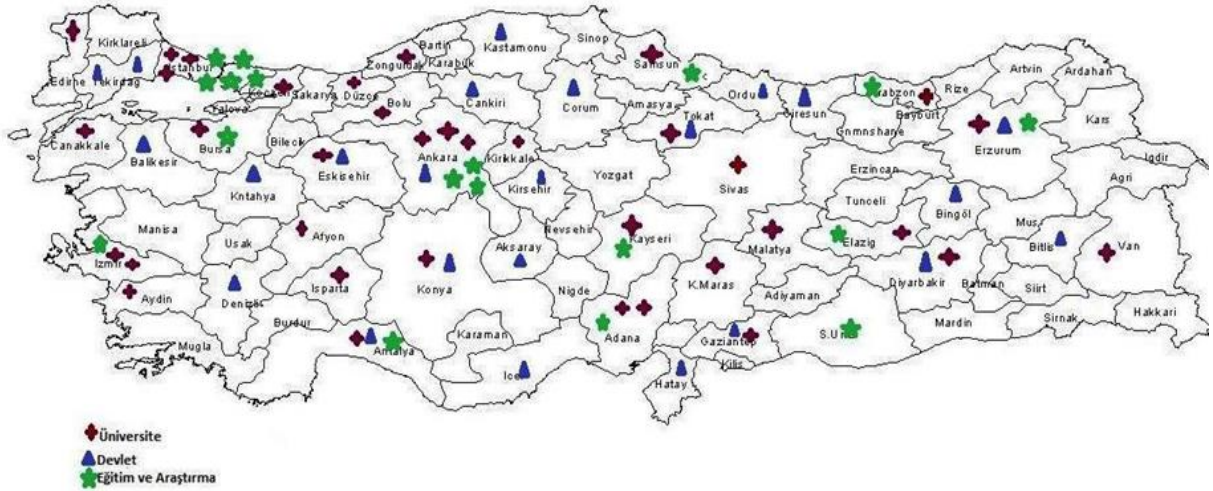 Kirklareli
Edirne
Tekirdag
Istanbul
Yalova
Sakarya
Düzce
Zonguldak
Bartin
Karabük
Kastamonu
Sinop
Samsun
Ordu
Giresun
Trabzon
Rize
Artvin
Ardahan
Bolu
Cankiri
Corum
Amasya
Tokat
Gnmnshane
Bayburt
Kars
Canakkale
Balikesir
Bursa
Bilecik
Eskisehir
Ankara
Kirikkale
Yozgat
Sivas
Erzincan
Erzurum
Igdir
Agri
Kntahya
Kirsehir
Tunceli
Bingöl
Mus
Manisa
Usak
Afyon
Aksaray
Nevsehir
Kayseri
Malatya
Elazig
Bitlis
Van
Izmir
Aydin
Denizli
Isparta
Konya
Nigde
K.Maras
Adiyaman
Diyarbakir
Batman
Siirt
Sirnak
Hakkari
Mugla
Burdur
Antalya
Karaman
Adana
Gaziantep
Mardin
Icel
Hatay
Kilis
Üniversite
Devlet
Eğitim ve Araştırma